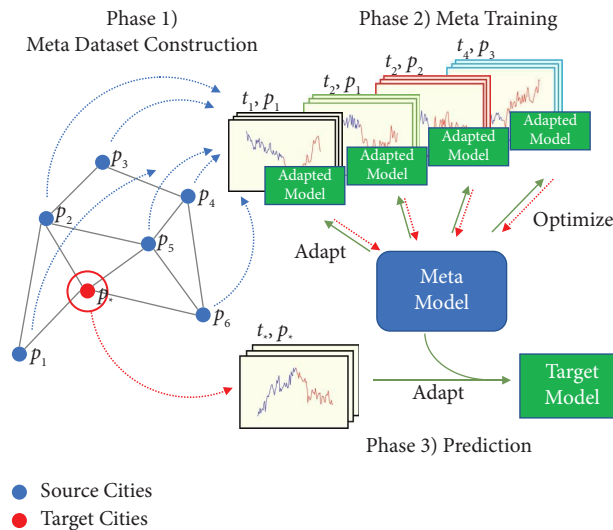 Phase 1)
Meta Dataset Construction
Phase 2) Meta Training
t₁, p₁
t₂, p₁
t₂, p₂
t₄, p₃
Adapted
Model
Adapted
Model
Adapted
Model
Adapted
Model
p₃
p₂
p₄
p₅
p*
p₆
p₁
Adapt
Optimize
Meta
Model
t*, p*
Adapt
Target
Model
Phase 3) Prediction
Source Cities
Target Cities